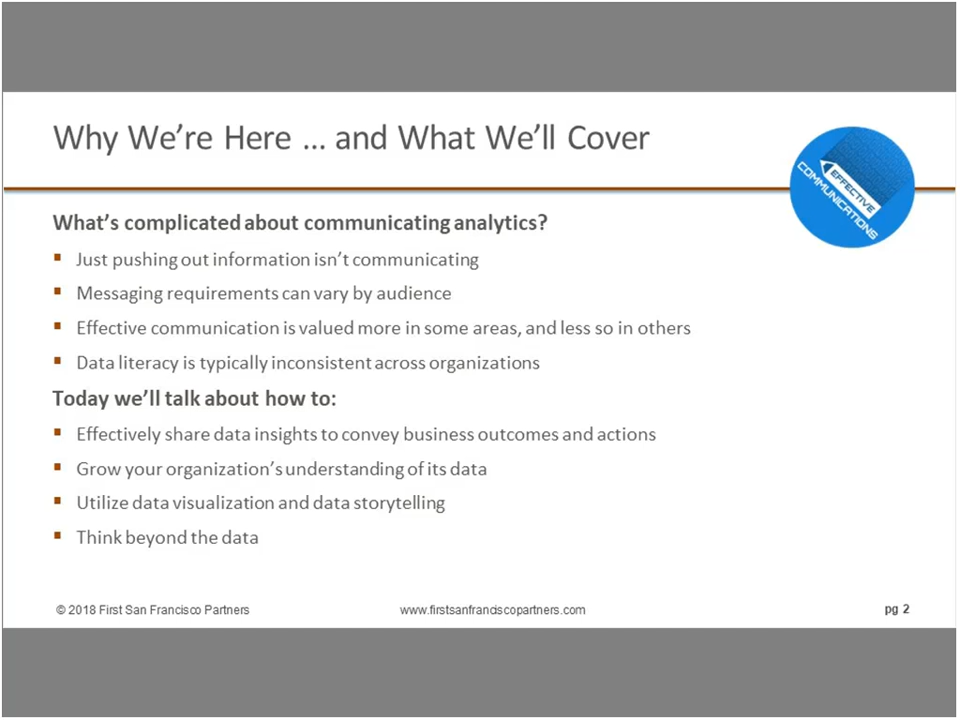 Why We’re Here … and What We’ll Cover
EFFECTIVE
COMMUNICATIONS
What’s complicated about communicating analytics?
Just pushing out information isn’t communicating
Messaging requirements can vary by audience
Effective communication is valued more in some areas, and less so in others
Data literacy is typically inconsistent across organizations
Today we’ll talk about how to:
Effectively share data insights to convey business outcomes and actions
Grow your organization’s understanding of its data
Utilize data visualization and data storytelling
Think beyond the data
© 2018 First San Francisco Partners
www.firstsanfranciscopartners.com
pg 2